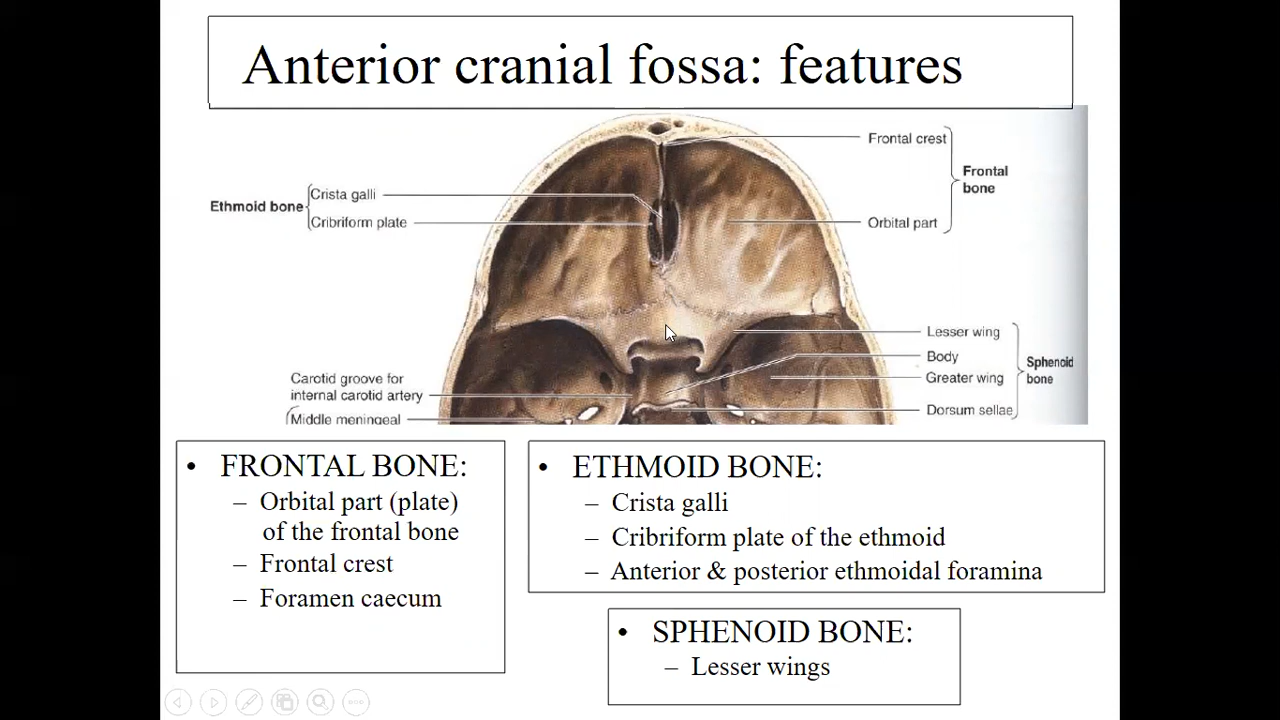 Anterior cranial fossa: features
Frontal crest
Frontal
bone
Crista galli
Ethmoid bone
Cribriform plate
Orbital part
Lesser wing
Body
Sphenoid
bone
Greater wing
Carotid groove for
internal carotid artery
Dorsum sellae
Middle meningeal
• FRONTAL BONE:
– Orbital part (plate)
of the frontal bone
– Frontal crest
– Foramen caecum
• ETHMOID BONE:
– Crista galli
– Cribriform plate of the ethmoid
– Anterior & posterior ethmoidal foramina
• SPHENOID BONE:
– Lesser wings